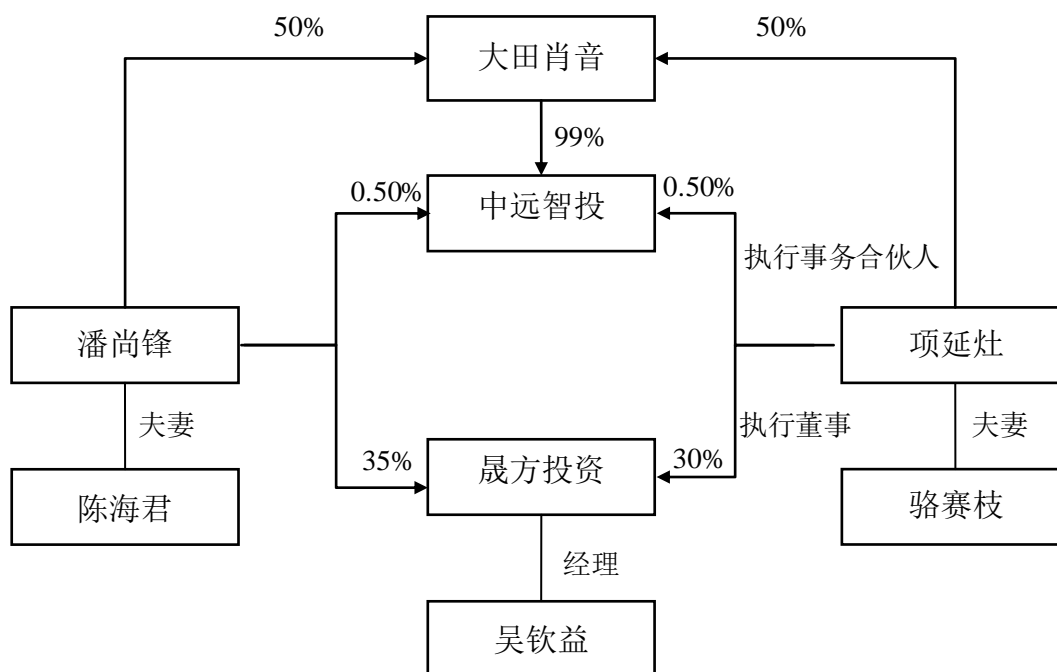 50%
50%
大田肖音
99%
0.50%
0.50%
中远智投
执行事务合伙人
潘尚锋
项延灶
夫妻
执行董事
夫妻
35%
晟方投资
30%
陈海君
骆赛枝
经理
吴钦益